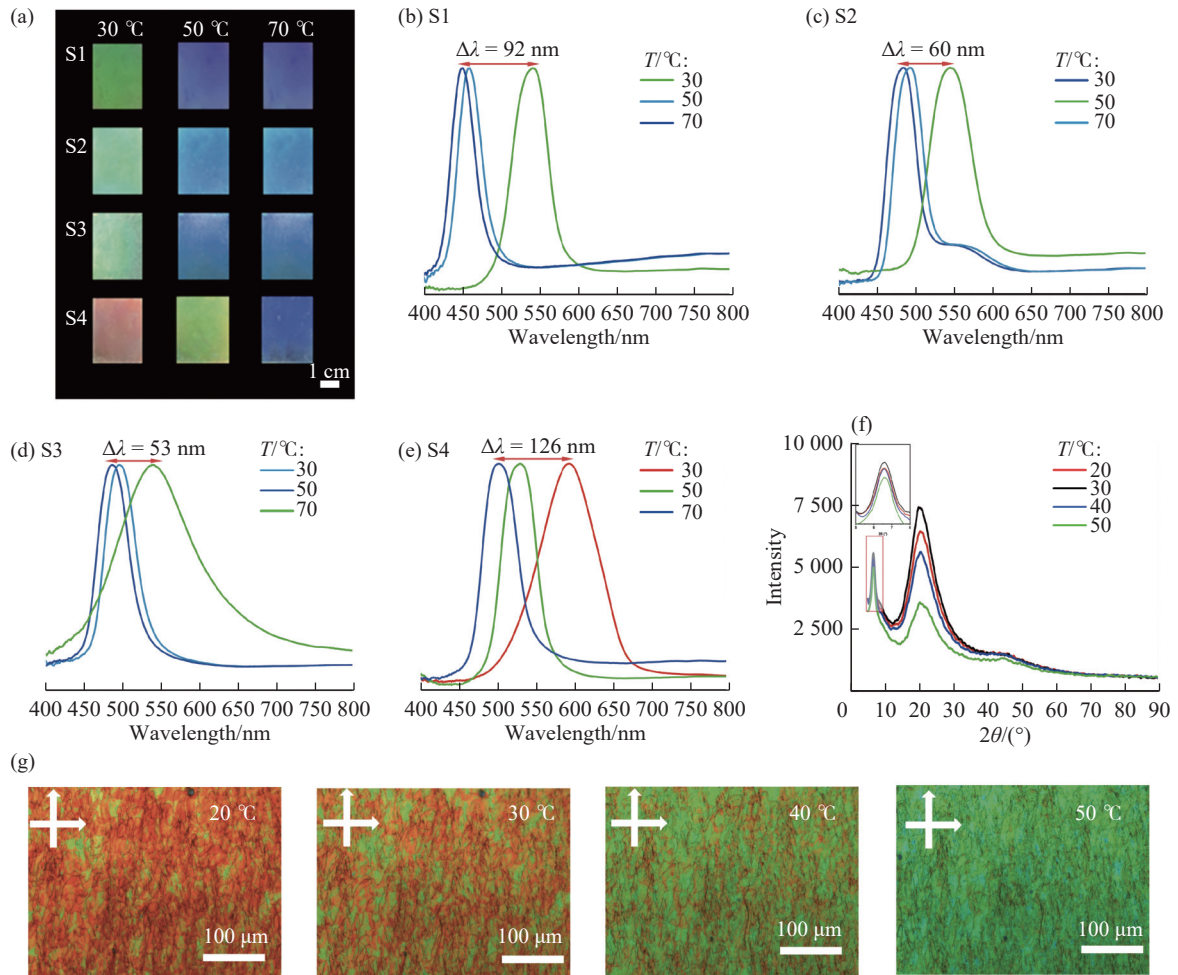 (a)
30 ℃ 50 ℃ 70 ℃
S1
S2
S3
S4
1 cm
(b) S1
Δλ = 92 nm
T/℃:
30
50
70
400 450 500 550 600 650 700 750 800
Wavelength/nm
(c) S2
Δλ = 60 nm
T/℃:
30
50
70
400 450 500 550 600 650 700 750 800
Wavelength/nm
(d) S3
Δλ = 53 nm
T/℃:
30
50
70
400 450 500 550 600 650 700 750 800
Wavelength/nm
(e) S4
Δλ = 126 nm
T/℃:
30
50
70
400 450 500 550 600 650 700 750 800
Wavelength/nm
(f)
10 000
7 500
5 000
2 500
Intensity
T/℃:
20
30
40
50
0 10 20 30 40 50 60 70 80 90
2θ/(°)
(g)
20 ℃
100 μm
30 ℃
100 μm
40 ℃
100 μm
50 ℃
100 μm